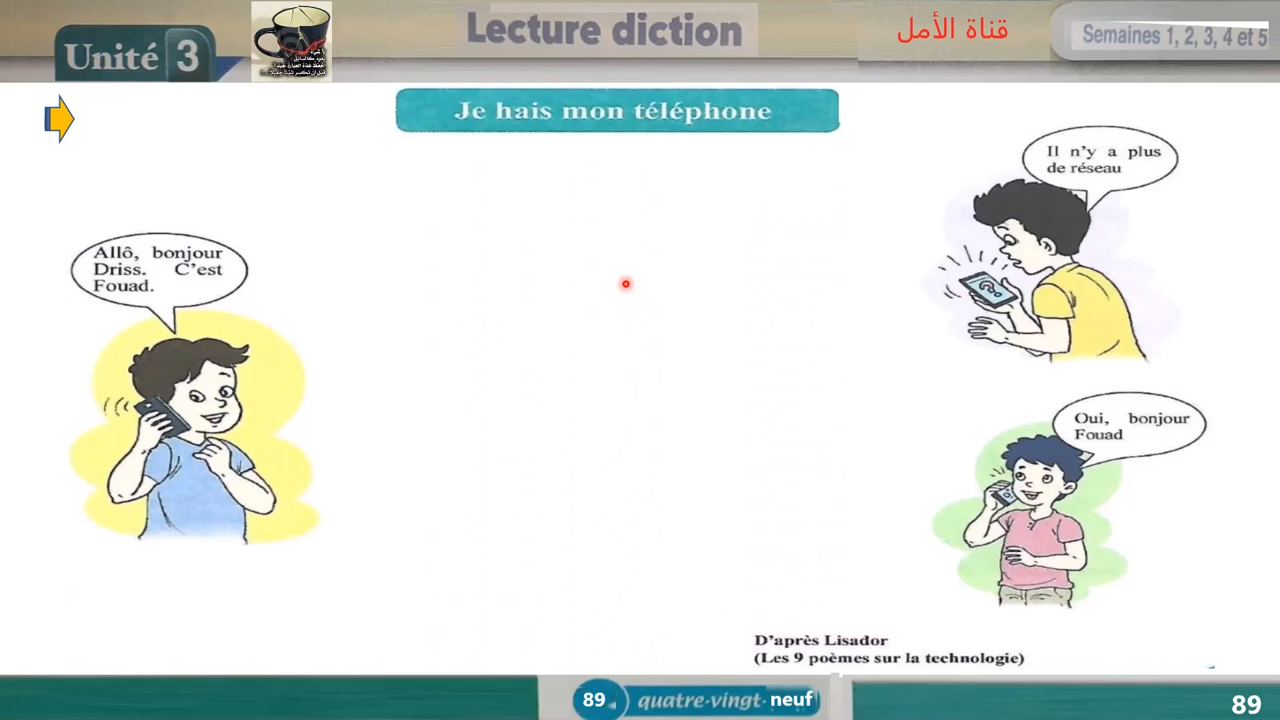 Unité 3
Lecture diction
قناة الأمل
Semaines 1, 2, 3, 4 et 5
Je hais mon téléphone
Il n'y a plus
de réseau
Allô, bonjour
Driss. C'est
Fouad.
Oui, bonjour
Fouad
D'après Lisador
(Les 9 poèmes sur la technologie)
89 quatre-vingt-neuf
89